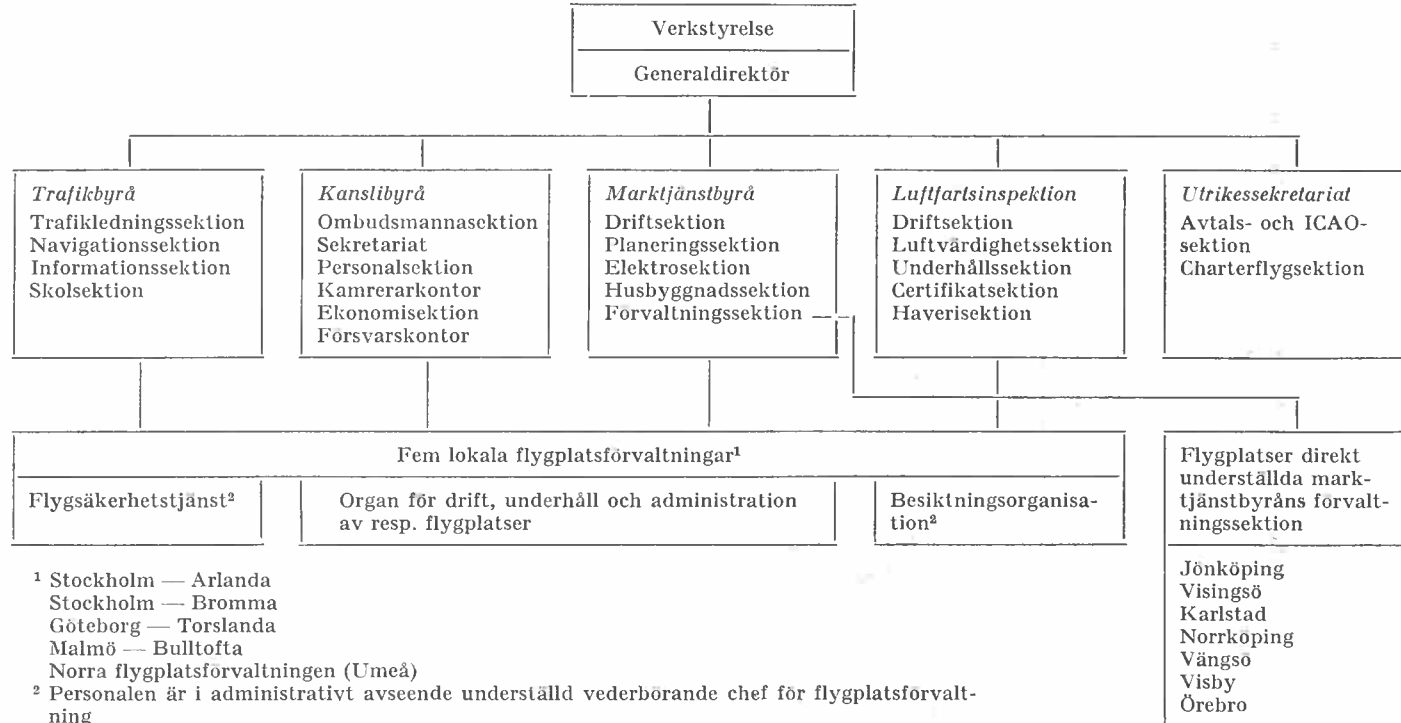 Verkstyrelse
Generaldirektör
Trafikbyrå
Trafikledningssektion
Navigationssektion
Informationssektion
Skolsektion
Kanslibyrå
Ombudsmannasektion
Sekretariat
Personalsektion
Kamrerarkontor
Ekonomisektion
Försvarskontor
Marktjänstbyrå
Driftsektion
Planeringssektion
Elektrosektion
Husbyggnadssektion
Förvaltningssektion
Luftfartsinspektion
Driftsektion
Luftvärdighetssektion
Underhållssektion
Certifikatsektion
Haverisektion
Utrikessekretariat
Avtals- och ICAO-
sektion
Charterflygsektion
Fem lokala flygplatsförvaltningar¹
Flygsäkerhetstjänst²
Organ för drift, underhåll och administration
av resp. flygplatser
Besiktningsorganisa-
tion²
Flygplatser direkt
underställda mark-
tjänstbyråns förvalt-
ningssektion
Jönköping
Visingsö
Karlstad
Norrköping
Vängsö
Visby
Örebro
¹ Stockholm — Arlanda
Stockholm — Bromma
Göteborg — Torslanda
Malmö — Bulltofta
Norra flygplatsförvaltningen (Umeå)
² Personalen är i administrativt avseende underställd vederbörande chef för flygplatsförvalt-
ning